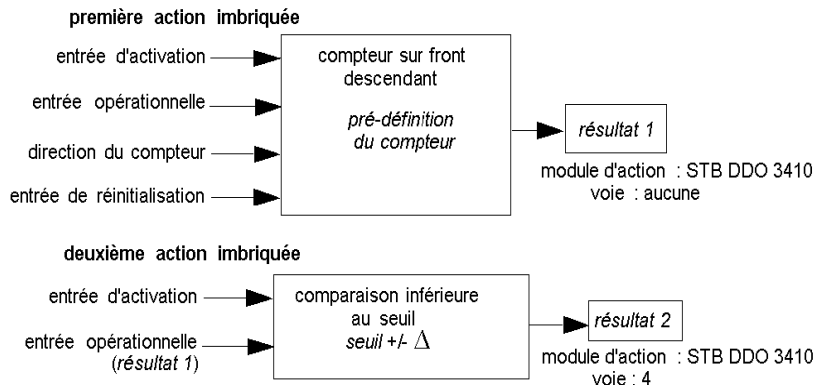 première action imbriquée
entrée d'activation
entrée opérationnelle
direction du compteur
entrée de réinitialisation
compteur sur front
descendant
pré-définition
du compteur
résultat 1
module d'action : STB DDO 3410
voie : aucune
deuxième action imbriquée
entrée d'activation
entrée opérationnelle
(résultat 1)
comparaison inférieure
au seuil
seuil +/- Δ
résultat 2
module d'action : STB DDO 3410
voie : 4